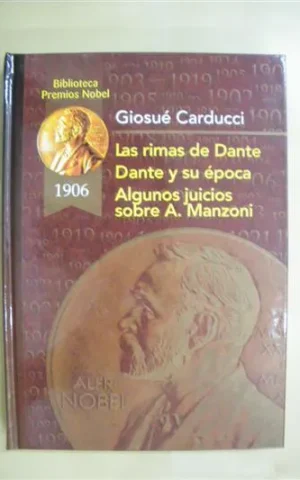 Biblioteca
Premios Nobel
Giosué Carducci
1906
Las rimas de Dante
Dante y su época
Algunos juicios
sobre A. Manzoni
ALFR
NOBEL